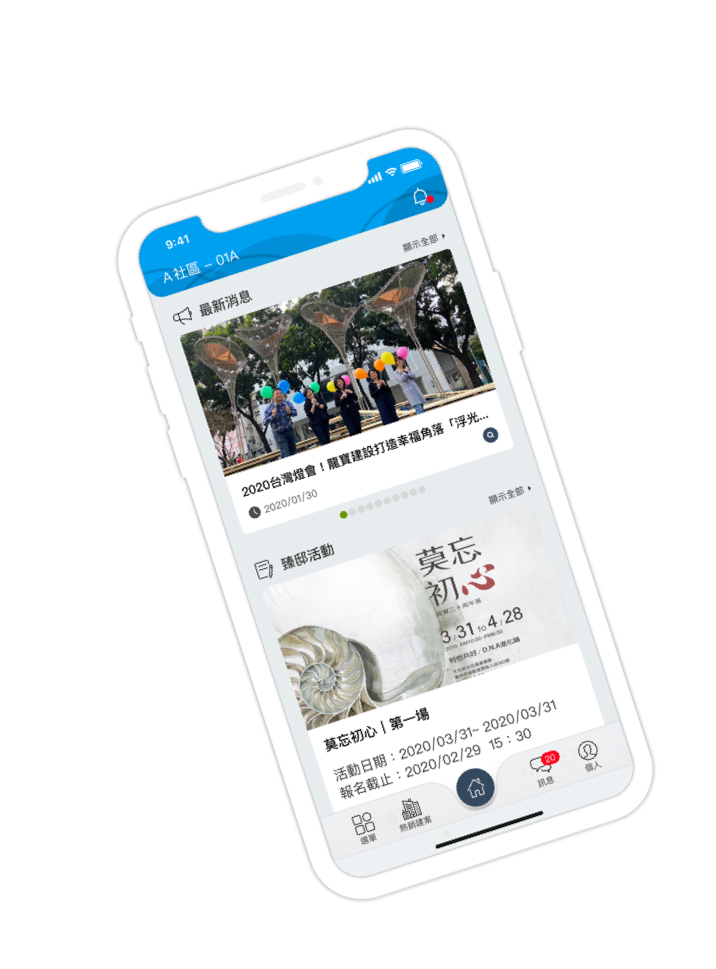 9:41
A 社區 – 01A
最新消息
顯示全部
2020台灣燈會！龍寶建設打造幸福角落「浮光...
2020/01/30
臻邸活動
顯示全部
莫忘
初心
3/31 to 4/28
莫忘初心｜第一場
活動日期：2020/03/31~ 2020/03/31
報名截止：2020/02/29 15：30
選單
熱銷建案
訊息
20
個人